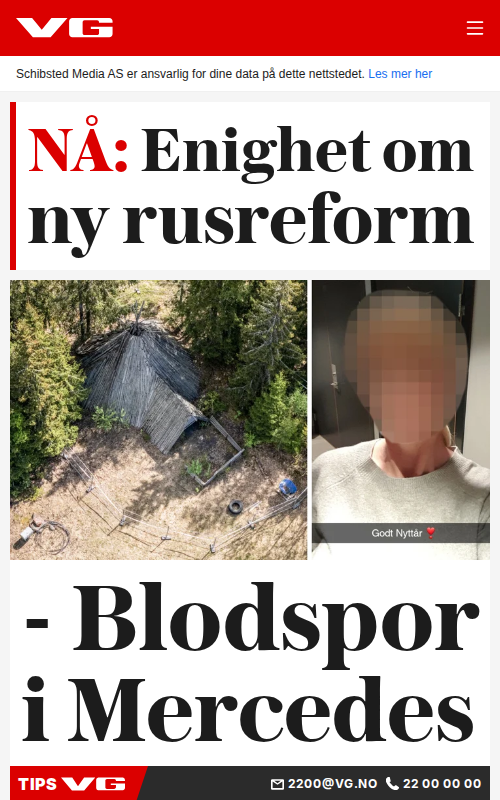 VG
Schibsted Media AS er ansvarlig for dine data på dette nettstedet. Les mer her
NÅ: Enighet om
ny rusreform
Godt Nyttår
- Blodspor
i Mercedes
TIPS VG 2200@VG.NO 22 00 00 00